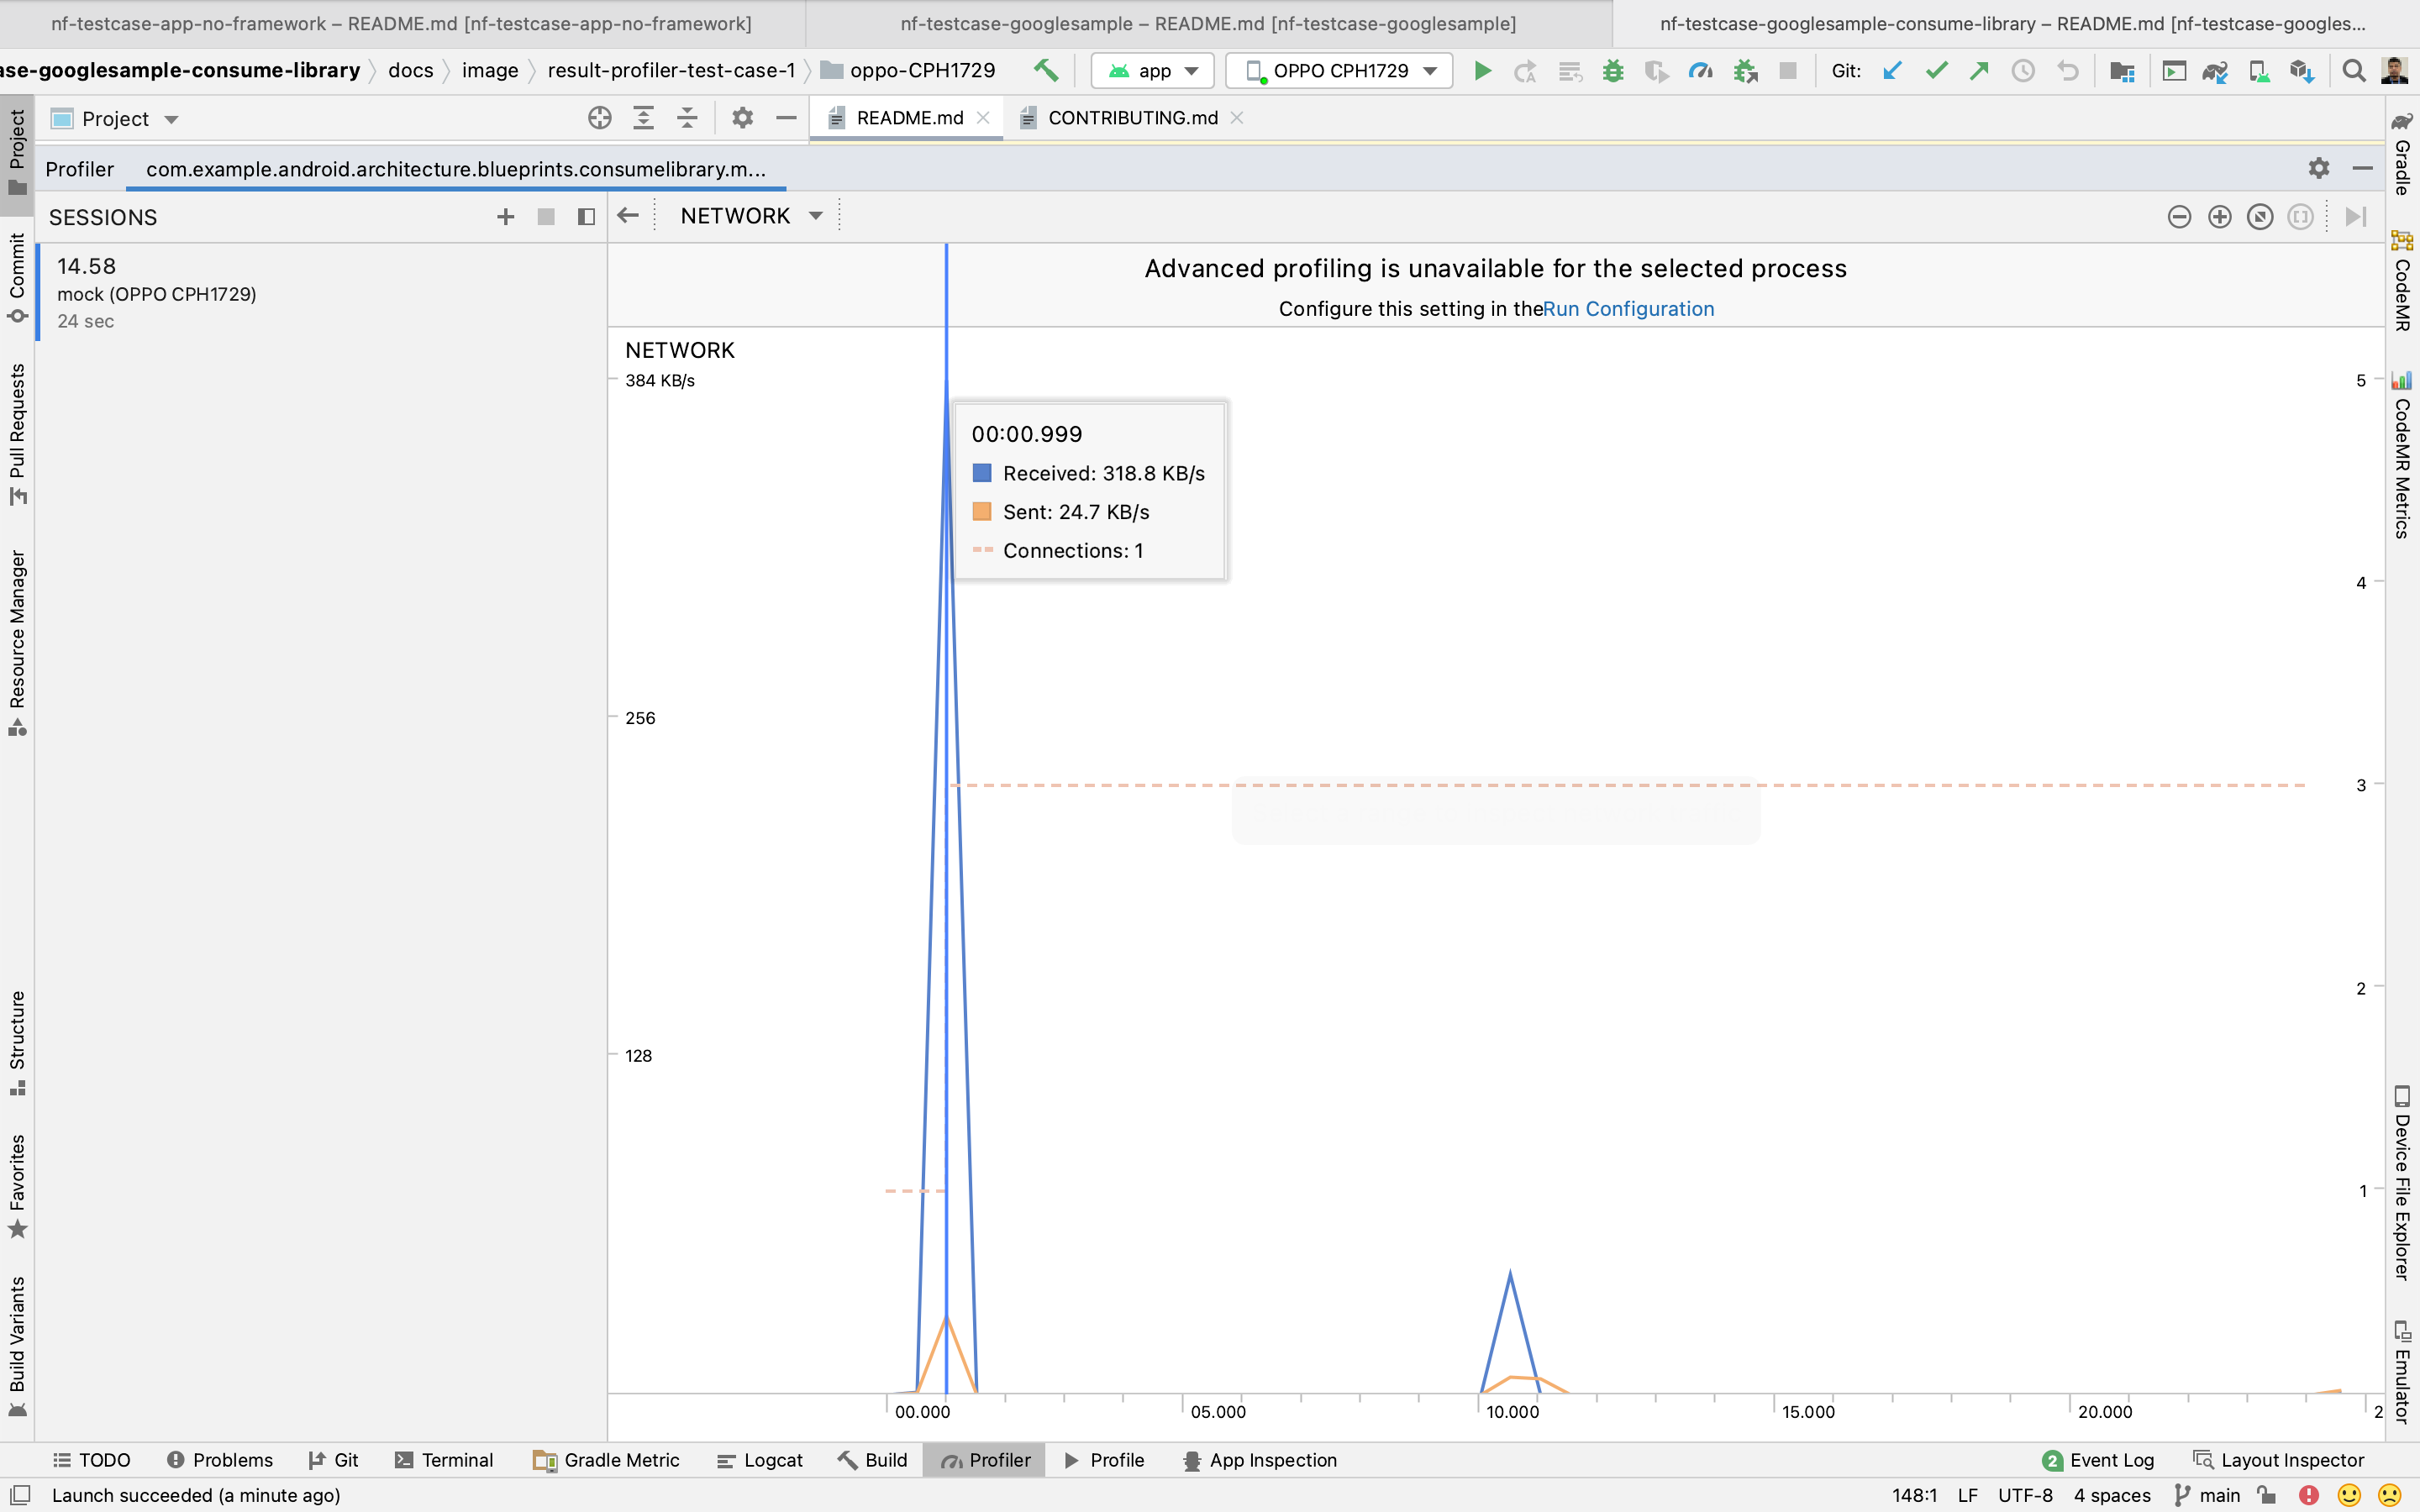 nf-testcase-app-no-framework – README.md [nf-testcase-app-no-framework]
nf-testcase-googlesample – README.md [nf-testcase-googlesample]
nf-testcase-googlesample-consume-library – README.md [nf-testcase-googles...
ase-googlesample-consume-library
docs
image
result-profiler-test-case-1
oppo-CPH1729
app
OPPO CPH1729
Git:
Project
README.md
CONTRIBUTING.md
Profiler
com.example.android.architecture.blueprints.consumelibrary.m...
SESSIONS
NETWORK
14.58
mock (OPPO CPH1729)
24 sec
Advanced profiling is unavailable for the selected process
Configure this setting in theRun Configuration
NETWORK
384 KB/s
256
128
5
4
3
2
1
00:00.999
Received: 318.8 KB/s
Sent: 24.7 KB/s
Connections: 1
00.000
05.000
10.000
15.000
20.000
2
Project
Commit
Pull Requests
Resource Manager
Structure
Favorites
Build Variants
Gradle
CodeMR
CodeMR Metrics
Device File Explorer
Emulator
TODO
Problems
Git
Terminal
Gradle Metric
Logcat
Build
Profiler
Profile
App Inspection
2 Event Log
Layout Inspector
Launch succeeded (a minute ago)
148:1
LF
UTF-8
4 spaces
main